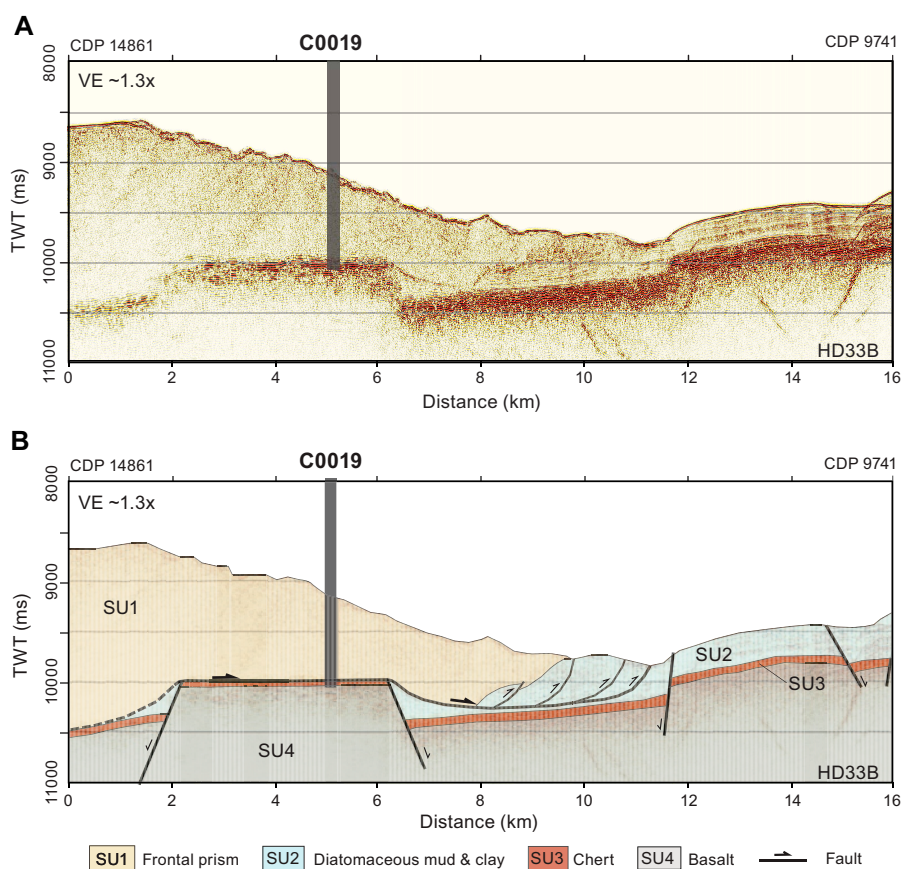 A
CDP 14861
C0019
CDP 9741
VE ~1.3x
8000
9000
10000
11000
TWT (ms)
HD33B
0 2 4 6 8 10 12 14 16
Distance (km)
B
CDP 14861
C0019
CDP 9741
VE ~1.3x
8000
9000
10000
11000
TWT (ms)
SU1
SU2
SU3
SU4
HD33B
0 2 4 6 8 10 12 14 16
Distance (km)
SU1 Frontal prism SU2 Diatomaceous mud & clay SU3 Chert SU4 Basalt Fault